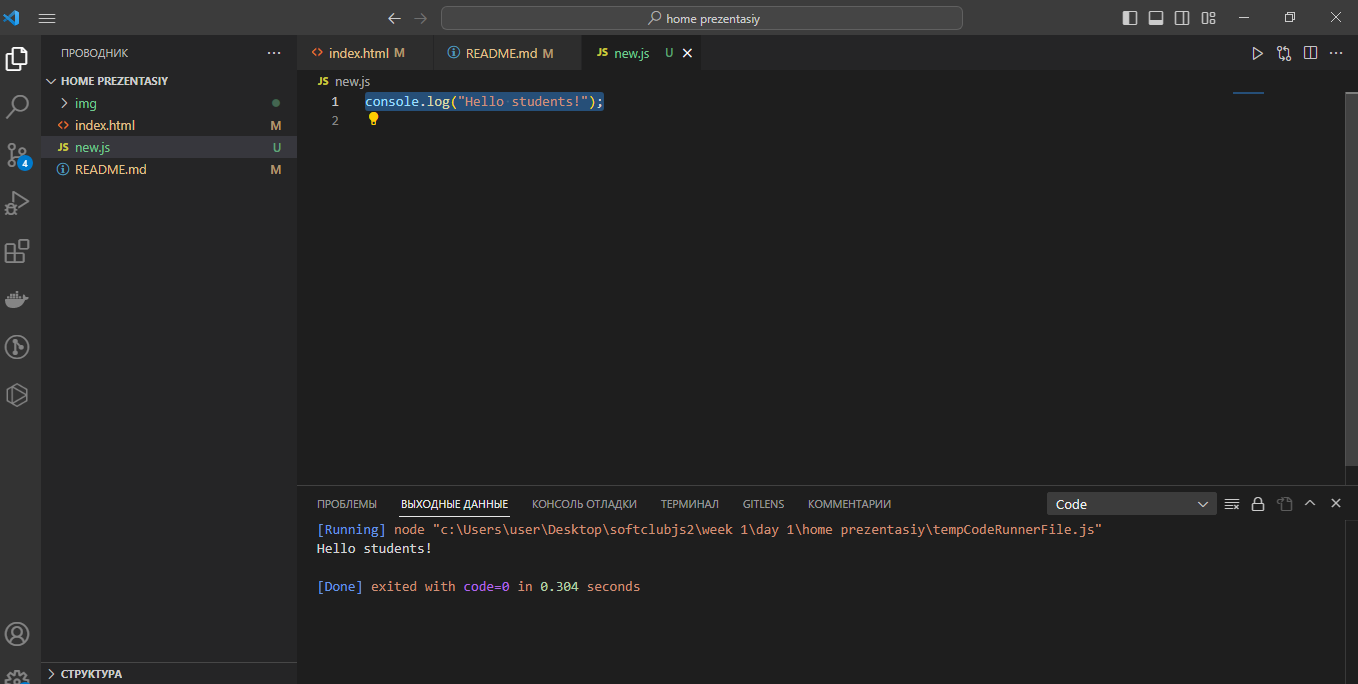 home prezentasiy
ПРОВОДНИК
HOME PREZENTASIY
img
index.html M
new.js U
README.md M
4
СТРУКТУРА
index.html M README.md M JS new.js U
JS new.js
1 console.log("Hello students!");
2
ПРОБЛЕМЫ ВЫХОДНЫЕ ДАННЫЕ КОНСОЛЬ ОТЛАДКИ ТЕРМИНАЛ GITLENS КОММЕНТАРИИ Code
[Running] node "c:\Users\user\Desktop\softclubjs2\week 1\day 1\home prezentasiy\tempCodeRunnerFile.js"
Hello students!
[Done] exited with code=0 in 0.304 seconds